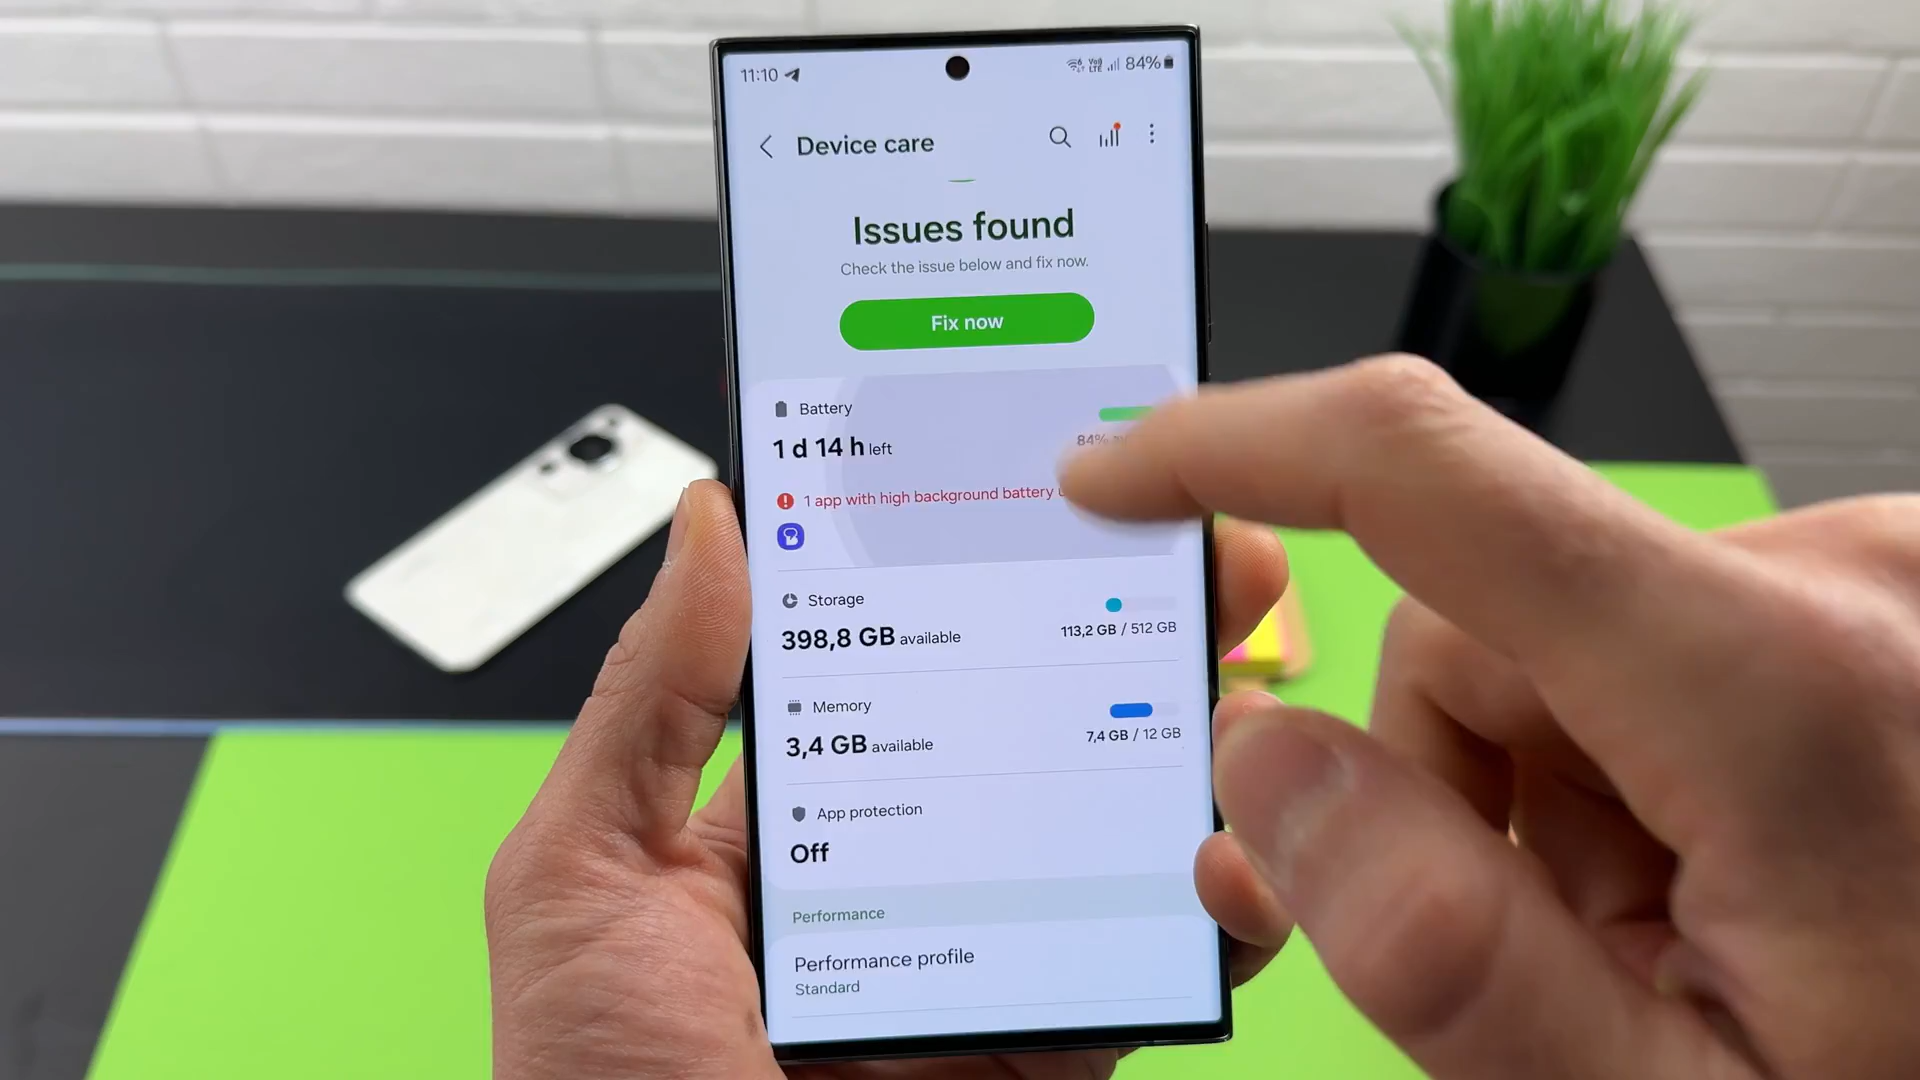 11:10 84%
Device care
Issues found
Check the issue below and fix now.
Fix now
Battery
1 d 14 h left
84%
1 app with high background battery
Storage
398,8 GB available
113,2 GB / 512 GB
Memory
3,4 GB available
7,4 GB / 12 GB
App protection
Off
Performance
Performance profile
Standard